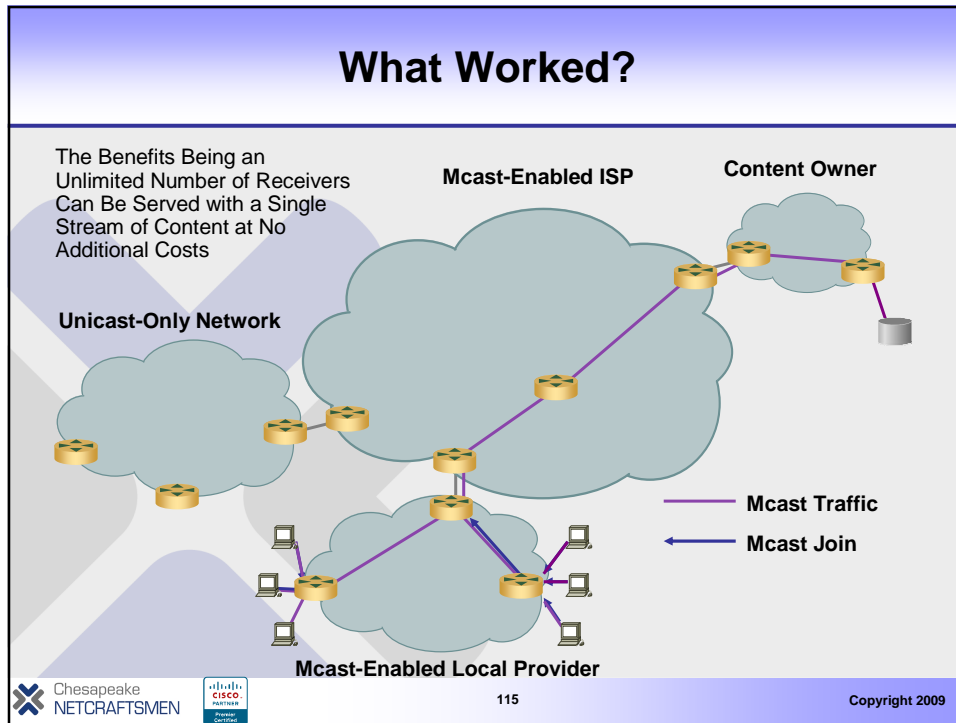 What Worked?
The Benefits Being an
Unlimited Number of Receivers
Can Be Served with a Single
Stream of Content at No
Additional Costs
Mcast-Enabled ISP
Content Owner
Unicast-Only Network
Mcast Traffic
Mcast Join
Mcast-Enabled Local Provider
Chesapeake
NETCRAFTSMEN
CISCO
PARTNER
Premier
Certified
115
Copyright 2009